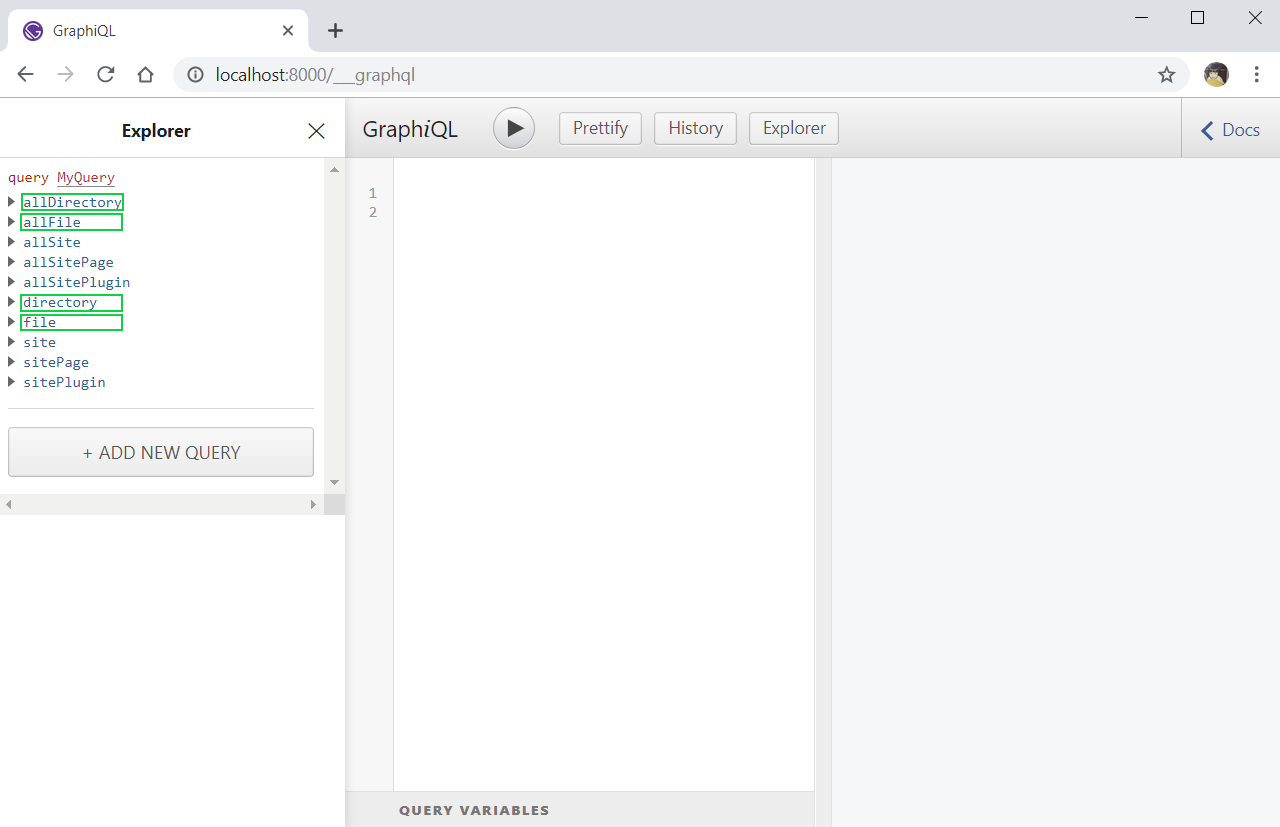 GraphiQL
localhost:8000/___graphql
Explorer
GraphiQL
Prettify
History
Explorer
Docs
query MyQuery
allDirectory
allFile
allSite
allSitePage
allSitePlugin
directory
file
site
sitePage
sitePlugin
+ ADD NEW QUERY
1
2
QUERY VARIABLES